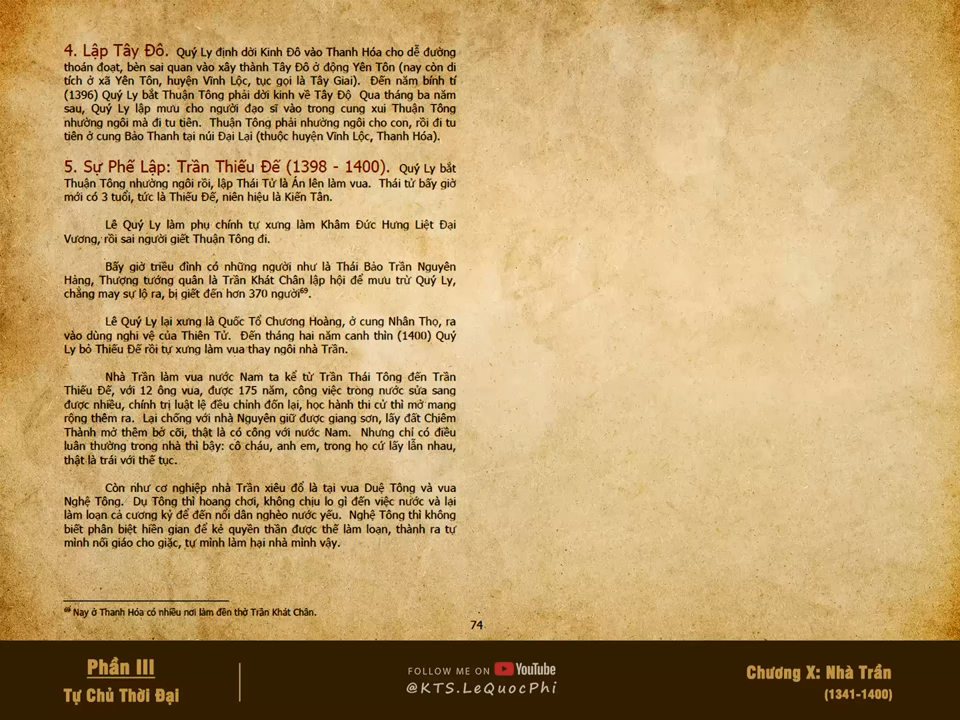 4. Lập Tây Đô. Quý Ly định dời Kinh Đô vào Thanh Hóa cho dễ đường
thoán đoạt, bèn sai quan vào xây thành Tây Đô ở động Yên Tôn (nay còn di
tích ở xã Yên Tôn, huyện Vĩnh Lộc, tục gọi là Tây Giai). Đến năm bính tí
(1396) Quý Ly bắt Thuận Tông phải dời kinh về Tây Độ Qua tháng ba năm
sau, Quý Ly lập mưu cho người đạo sĩ vào trong cung xui Thuận Tông
nhường ngôi mà đi tu tiên. Thuận Tông phải nhường ngôi cho con, rồi đi tu
tiên ở cung Bảo Thanh tại núi Đại Lại (thuộc huyện Vĩnh Lộc, Thanh Hóa).
5. Sự Phế Lập: Trần Thiếu Đế (1398 - 1400). Quý Ly bắt
Thuận Tông nhường ngôi rồi, lập Thái Tử là Án lên làm vua. Thái tử bấy giờ
mới có 3 tuổi, tức là Thiếu Đế, niên hiệu là Kiến Tân.
Lê Quý Ly làm phụ chính tự xưng làm Khâm Đức Hưng Liệt Đại
Vương, rồi sai người giết Thuận Tông đi.
Bấy giờ triều đình có những người như là Thái Bảo Trần Nguyên
Hàng, Thượng tướng quân là Trần Khát Chân lập hội để mưu trừ Quý Ly,
chẳng may sự lộ ra, bị giết đến hơn 370 người⁶⁹.
Lê Quý Ly lại xưng là Quốc Tổ Chương Hoàng, ở cung Nhân Thọ, ra
vào dùng nghi vệ của Thiên Tử. Đến tháng hai năm canh thìn (1400) Quý
Ly bỏ Thiếu Đế rồi tự xưng làm vua thay ngôi nhà Trần.
Nhà Trần làm vua nước Nam ta kể từ Trần Thái Tông đến Trần
Thiếu Đế, với 12 ông vua, được 175 năm, công việc trong nước sửa sang
được nhiều, chính trị luật lệ đều chỉnh đốn lại, học hành thi cử thì mở mang
rộng thêm ra. Lại chống với nhà Nguyên giữ được giang sơn, lấy đất Chiêm
Thành mở thêm bờ cõi, thật là có công với nước Nam. Nhưng chỉ có điều
luân thường trong nhà thì bậy: cô cháu, anh em, trong họ cứ lấy lẫn nhau,
thật là trái với thế tục.
Còn như cơ nghiệp nhà Trần xiêu đổ là tại vua Duệ Tông và vua
Nghệ Tông. Dụ Tông thì hoang chơi, không chịu lo gì đến việc nước và lại
làm loạn cả cương kỷ để đến nổi dân nghèo nước yếu. Nghệ Tông thì không
biết phân biệt hiền gian để kẻ quyền thần được thế làm loạn, thành ra tự
mình nối giáo cho giặc, tự mình làm hại nhà mình vậy.
⁶⁹ Nay ở Thanh Hóa có nhiều nơi làm đền thờ Trần Khát Chân.
74
Phần III
Tự Chủ Thời Đại
FOLLOW ME ON YouTube
@KTS.LeQuocPhi
Chương X: Nhà Trần
(1341-1400)